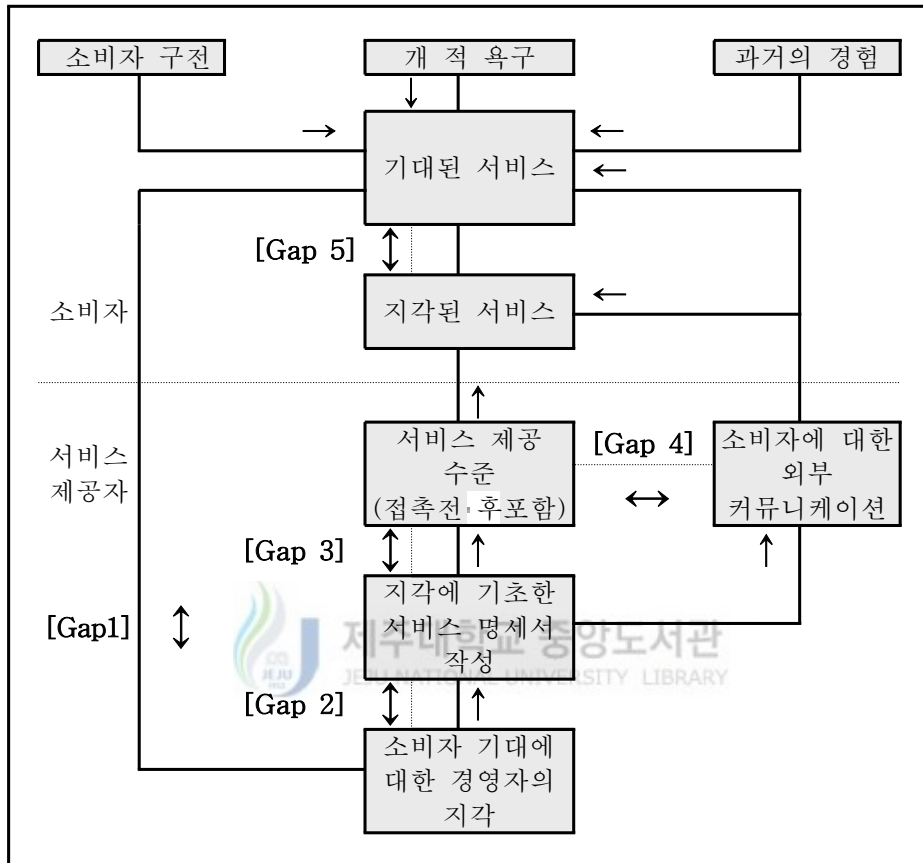 소비자 구전
개 적 욕구
과거의 경험
기대된 서비스
[Gap 5]
소비자
지각된 서비스
서비스
제공자
서비스 제공
수준
(접촉전·후포함)
[Gap 4]
소비자에 대한
외부
커뮤니케이션
[Gap 3]
지각에 기초한
서비스 명세서
작성
[Gap1]
제주대학교 중앙도서관
JEJU NATIONAL UNIVERSITY LIBRARY
[Gap 2]
소비자 기대에
대한 경영자의
지각